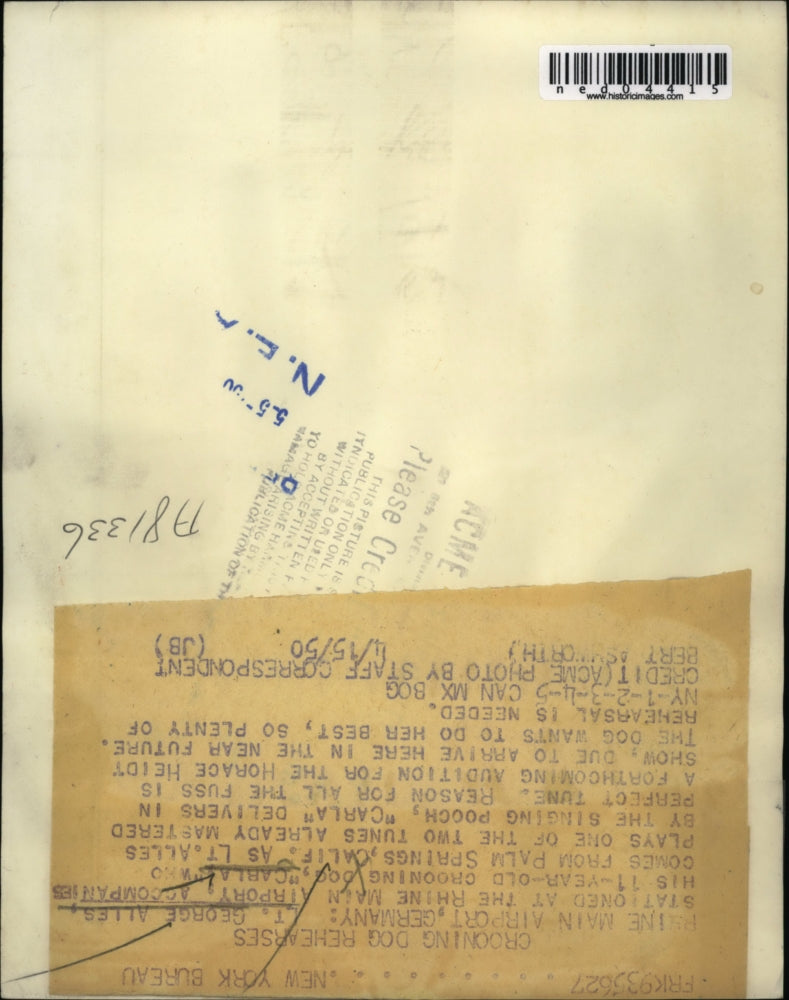 ned04415
www.historicimages.com
N.E.A
A81336
ACME
Please
THIS PICTURE IS
PUBLICATION ONLY
FRK935627 . . . . . . . . . NEW YORK BUREAU
CROONING DOG REHEARSES
RHINE MAIN AIRPORT,GERMANY: LT. GEORGE ALLES,
STATIONED AT THE RHINE MAIN AIRPORT, ACCOMPANIES
HIS 11-YEAR-OLD CROONING DOG, "CARLA" WHO
COMES FROM PALM SPRINGS,CALIF. AS LT.ALLES
PLAYS ONE OF THE TWO TUNES ALREADY MASTERED
BY THE SINGING POOCH, "CARLA" DELIVERS IN
PERFECT TUNE. REASON FOR ALL THE FUSS IS
A FORTHCOMING AUDITION FOR THE HORACE HEIDT
SHOW, DUE TO ARRIVE HERE IN THE NEAR FUTURE.
THE DOG WANTS TO DO HER BEST, SO PLENTY OF
REHEARSAL IS NEEDED.
NY-1-2-3-4-5 CAN MX BOG
CREDIT(ACME PHOTO BY STAFF CORRESPONDENT
BERT ASHWORTH) 4/15/50 (JB)